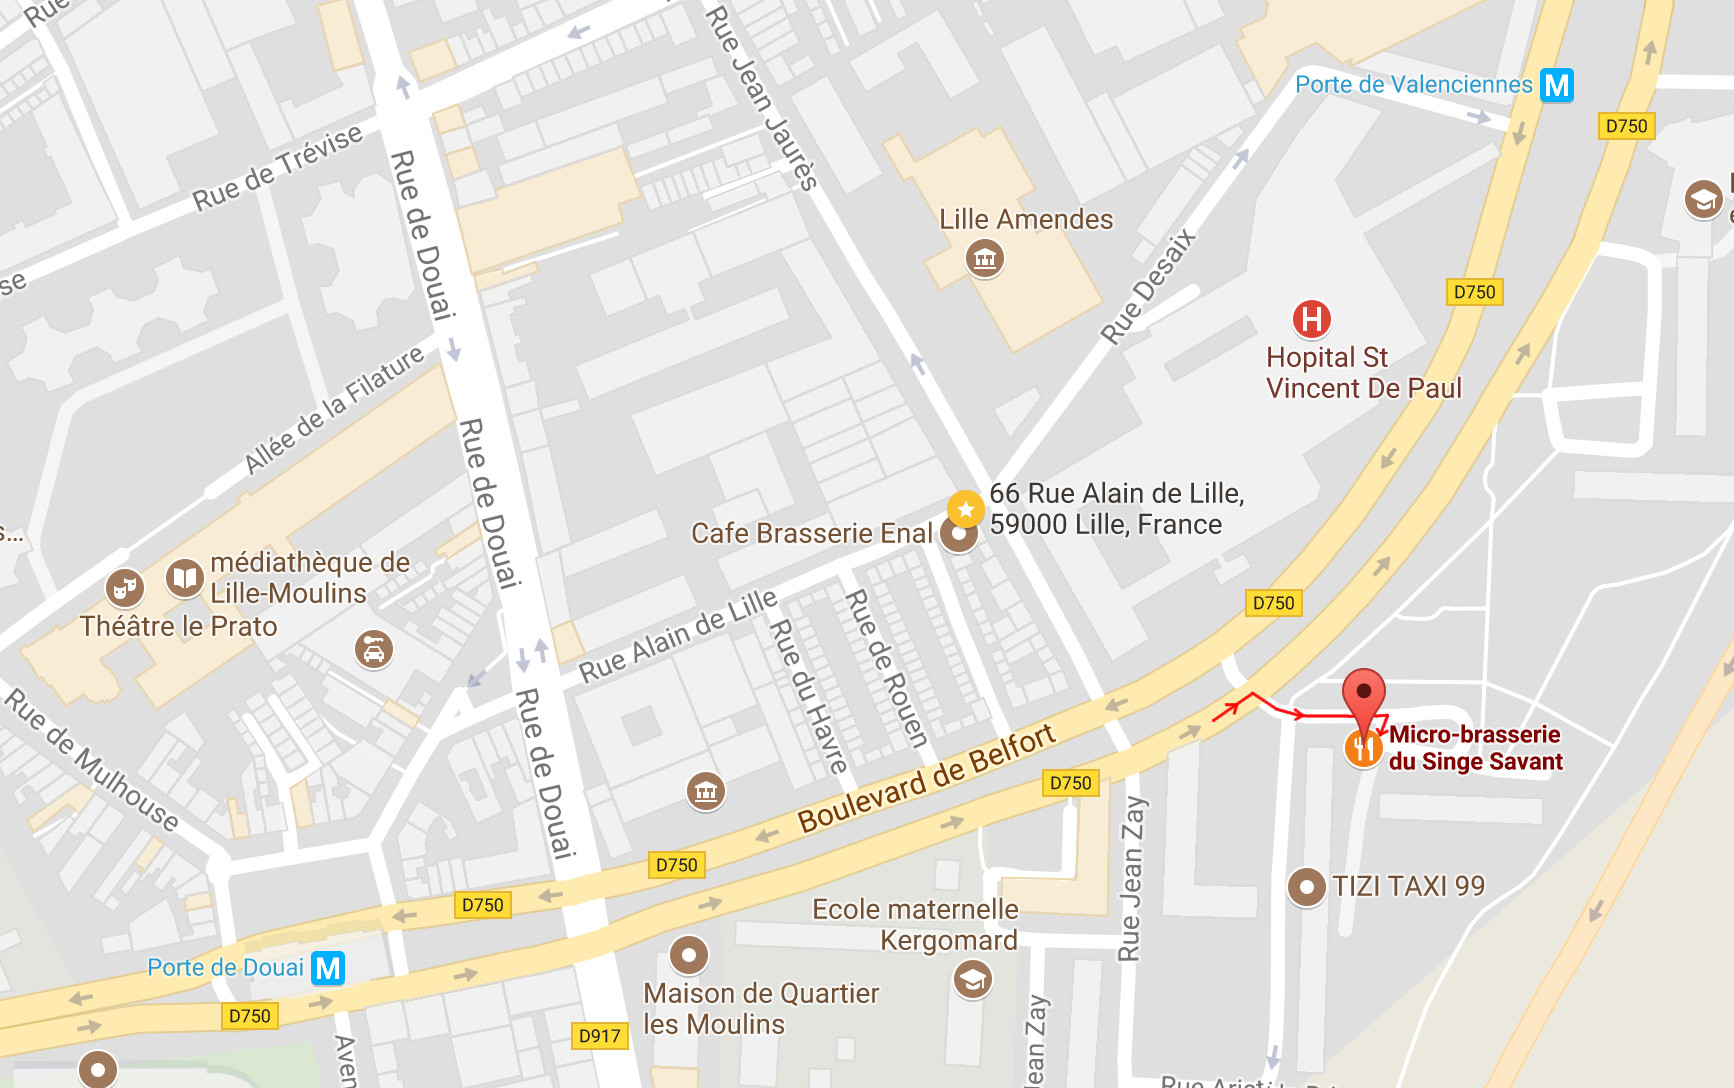 Rue
Rue Jean Jaurès
Porte de Valenciennes
M
D750
Rue de Trévise
Rue de Douai
Lille Amendes
Rue Desaix
se
D750
H
Hopital St
Vincent De Paul
Allée de la Filature
Rue de Douai
66 Rue Alain de Lille,
59000 Lille, France
Cafe Brasserie Enal
s...
médiathèque de
Lille-Moulins
Théâtre le Prato
D750
Rue Alain de Lille
Rue du Havre
Rue de Rouen
Rue de Mulhouse
Rue de Douai
Micro-brasserie
du Singe Savant
Boulevard de Belfort
D750
Rue Jean Zay
D750
D750
TIZI TAXI 99
Ecole maternelle
Kergomard
Porte de Douai
M
Maison de Quartier
les Moulins
D750
D917
Jean Zay
Aven